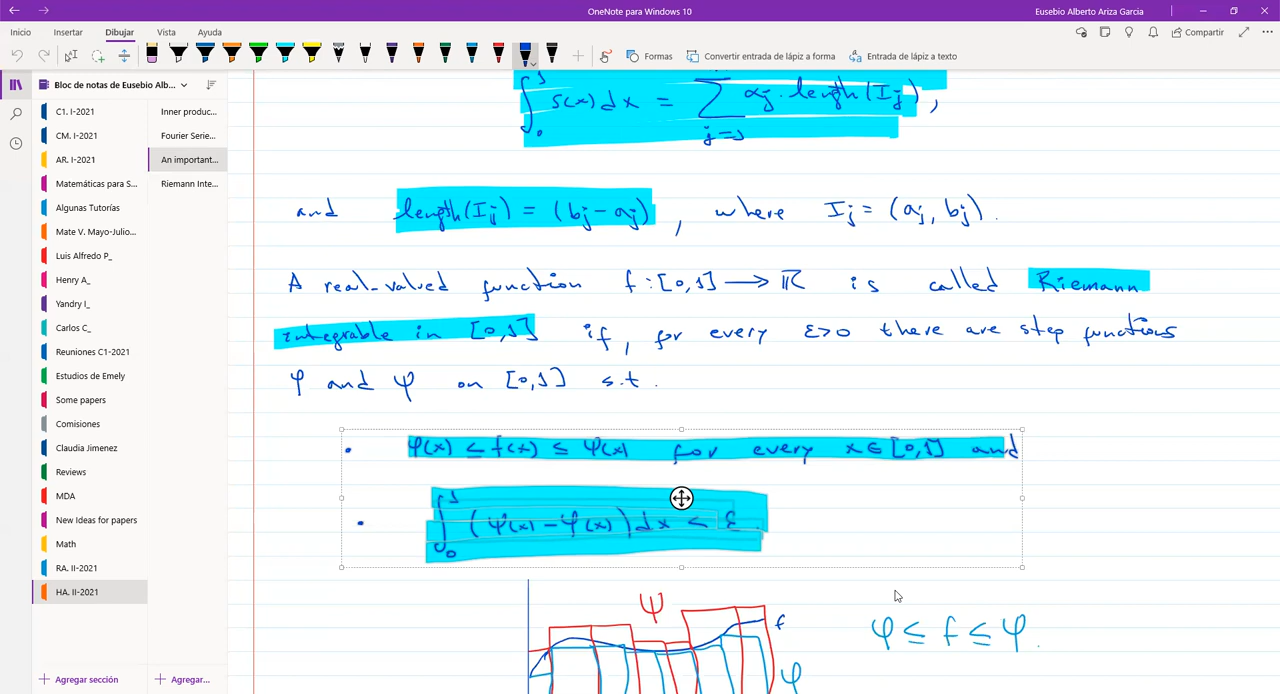 OneNote para Windows 10
Eusebio Alberto Ariza Garcia
Inicio Insertar Dibujar Vista Ayuda
Compartir
Formas Convertir entrada de lápiz a forma Entrada de lápiz a texto
Bloc de notas de Eusebio Alb...
C1. I-2021
CM. I-2021
AR. I-2021
Matemáticas para S...
Algunas Tutorías
Mate V. Mayo-Julio...
Luis Alfredo P_
Henry A_
Yandry I_
Carlos C_
Reuniones C1-2021
Estudios de Emely
Some papers
Comisiones
Claudia Jimenez
Reviews
MDA
New Ideas for papers
Math
RA. II-2021
HA. II-2021
Agregar sección
Inner produc...
Fourier Serie...
An important...
Riemann Inte...
Agregar...
∫₀¹ s(x)dx = Σ j=1 αj . length(Ij),
and length(Ij) = (bj - aj), where Ij = (aj, bj).
A real-valued function f : [0,1] → ℝ is called Riemann
integrable in [0,1] if, for every ε>0 there are step functions
φ and ψ on [0,1] s.t.
• φ(x) ≤ f(x) ≤ ψ(x) for every x ∈ [0,1] and
• ∫₀¹ (ψ(x) - φ(x)) dx < ε
ψ
f
φ
φ ≤ f ≤ ψ.